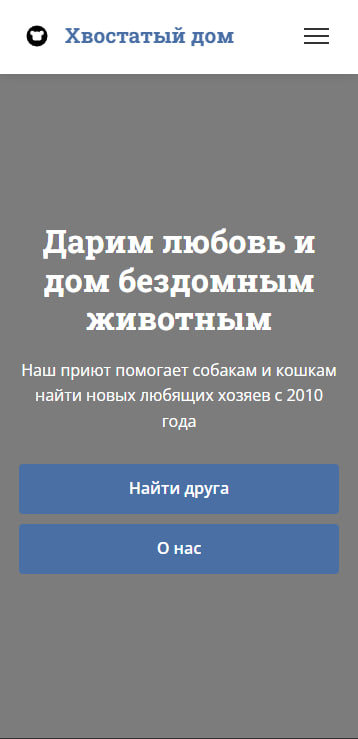 Хвостатый дом
Дарим любовь и
дом бездомным
животным
Наш приют помогает собакам и кошкам
найти новых любящих хозяев с 2010
года
Найти друга
О нас